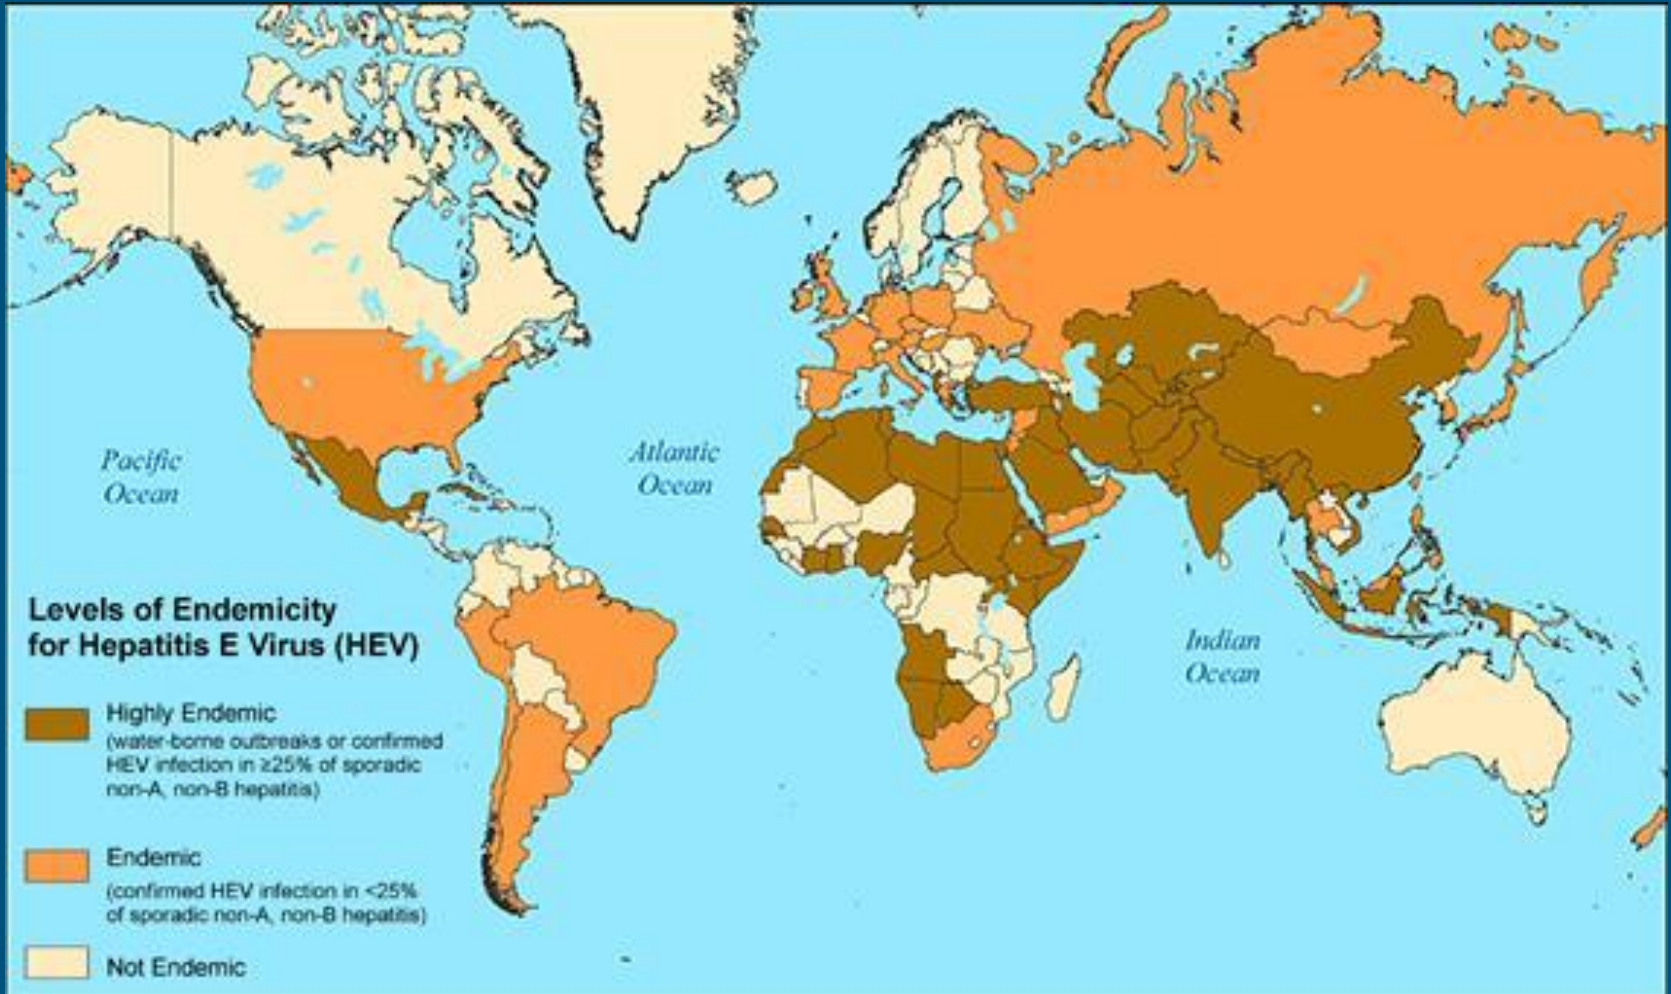 Pacific
Ocean
Atlantic
Ocean
Indian
Ocean
Levels of Endemicity
for Hepatitis E Virus (HEV)
Highly Endemic
(water-borne outbreaks or confirmed
HEV infection in ≥25% of sporadic
non-A, non-B hepatitis)
Endemic
(confirmed HEV infection in <25%
of sporadic non-A, non-B hepatitis)
Not Endemic